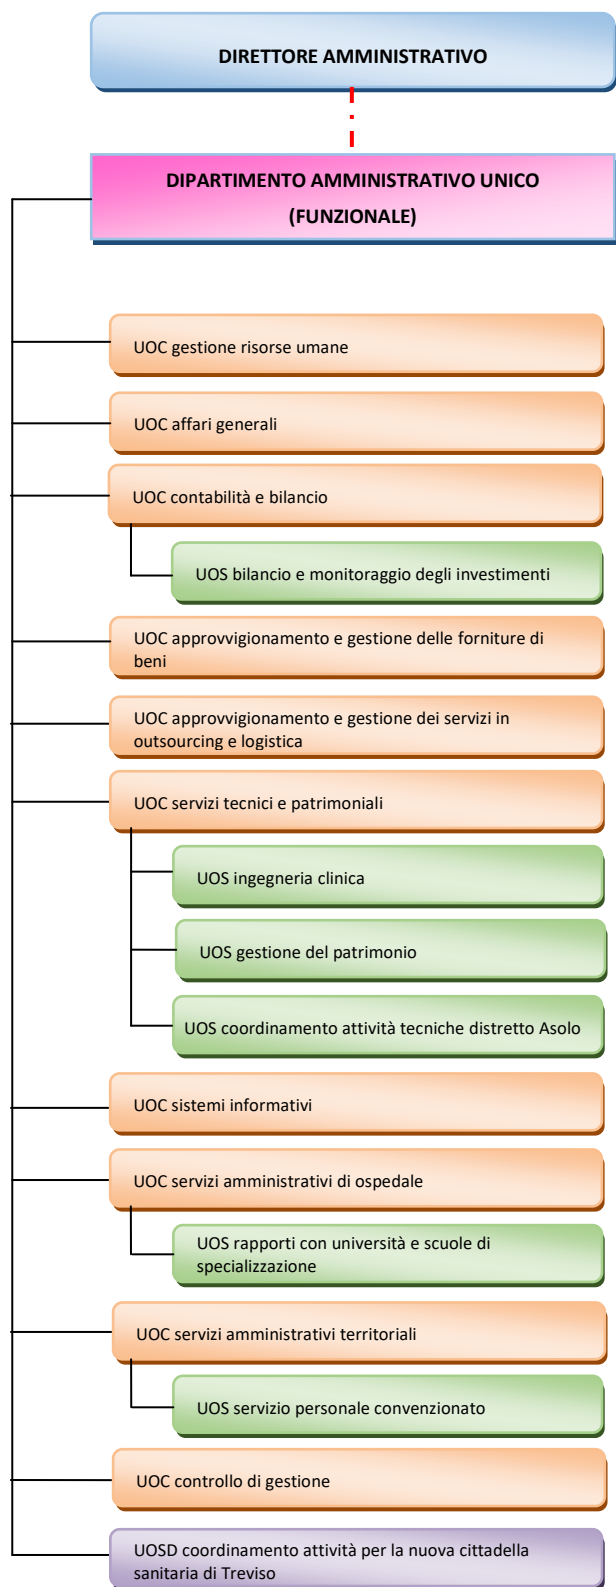 DIRETTORE AMMINISTRATIVO
DIPARTIMENTO AMMINISTRATIVO UNICO
(FUNZIONALE)
UOC gestione risorse umane
UOC affari generali
UOC contabilità e bilancio
UOS bilancio e monitoraggio degli investimenti
UOC approvvigionamento e gestione delle forniture di
beni
UOC approvvigionamento e gestione dei servizi in
outsourcing e logistica
UOC servizi tecnici e patrimoniali
UOS ingegneria clinica
UOS gestione del patrimonio
UOS coordinamento attività tecniche distretto Asolo
UOC sistemi informativi
UOC servizi amministrativi di ospedale
UOS rapporti con università e scuole di
specializzazione
UOC servizi amministrativi territoriali
UOS servizio personale convenzionato
UOC controllo di gestione
UOSD coordinamento attività per la nuova cittadella
sanitaria di Treviso